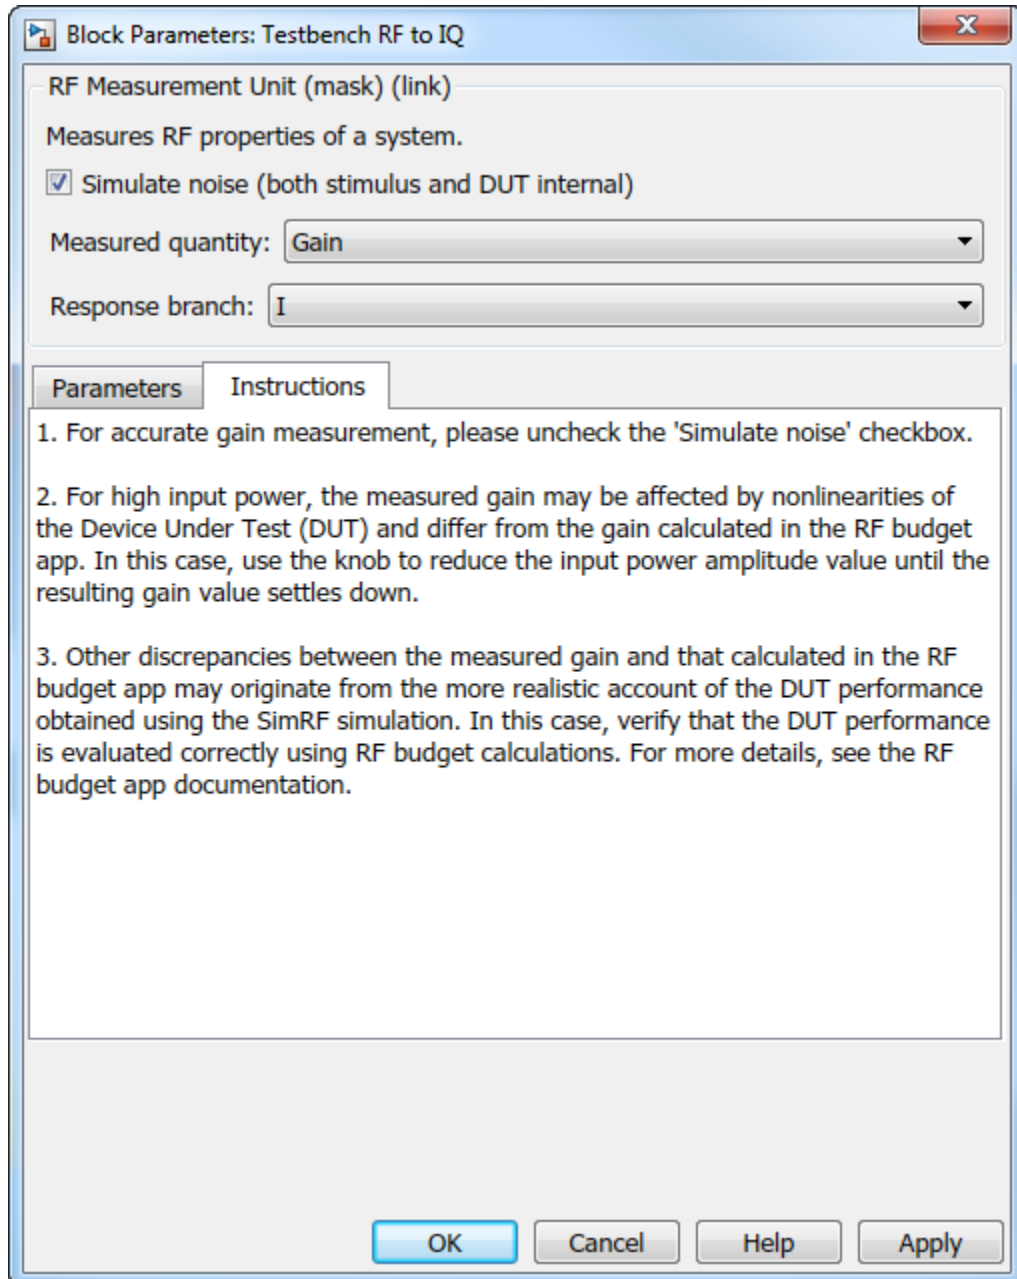 Block Parameters: Testbench RF to IQ
RF Measurement Unit (mask) (link)
Measures RF properties of a system.
Simulate noise (both stimulus and DUT internal)
Measured quantity: Gain
Response branch: I
Parameters Instructions
1. For accurate gain measurement, please uncheck the 'Simulate noise' checkbox.
2. For high input power, the measured gain may be affected by nonlinearities of
the Device Under Test (DUT) and differ from the gain calculated in the RF budget
app. In this case, use the knob to reduce the input power amplitude value until the
resulting gain value settles down.
3. Other discrepancies between the measured gain and that calculated in the RF
budget app may originate from the more realistic account of the DUT performance
obtained using the SimRF simulation. In this case, verify that the DUT performance
is evaluated correctly using RF budget calculations. For more details, see the RF
budget app documentation.
OK Cancel Help Apply